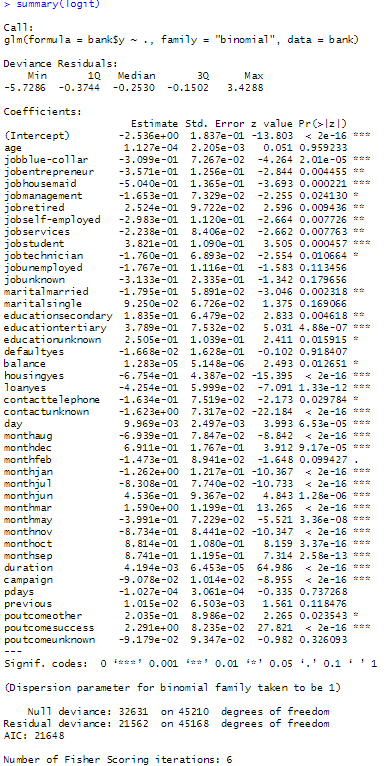 > summary(logit)
Call:
glm(formula = bank$y ~ ., family = "binomial", data = bank)
Deviance Residuals:
    Min       1Q   Median       3Q      Max
-5.7286  -0.3744  -0.2530  -0.1502   3.4288
Coefficients:
                     Estimate Std. Error z value Pr(>|z|)
(Intercept)        -2.536e+00  1.837e-01 -13.803  < 2e-16 ***
age                 1.127e-04  2.205e-03   0.051 0.959233
jobblue-collar     -3.099e-01  7.267e-02  -4.264 2.01e-05 ***
jobentrepreneur    -3.571e-01  1.256e-01  -2.844 0.004455 **
jobhousemaid       -5.040e-01  1.365e-01  -3.693 0.000221 ***
jobmanagement      -1.653e-01  7.329e-02  -2.255 0.024130 *
jobretired          2.524e-01  9.722e-02   2.596 0.009436 **
jobself-employed   -2.983e-01  1.120e-01  -2.664 0.007726 **
jobservices        -2.238e-01  8.406e-02  -2.662 0.007763 **
jobstudent          3.821e-01  1.090e-01   3.505 0.000457 ***
jobtechnician      -1.760e-01  6.893e-02  -2.554 0.010664 *
jobunemployed      -1.767e-01  1.116e-01  -1.583 0.113456
jobunknown         -3.133e-01  2.335e-01  -1.342 0.179656
maritalmarried     -1.795e-01  5.891e-02  -3.046 0.002318 **
maritalsingle       9.250e-02  6.726e-02   1.375 0.169066
educationsecondary  1.835e-01  6.479e-02   2.833 0.004618 **
educationtertiary   3.789e-01  7.532e-02   5.031 4.88e-07 ***
educationunknown    2.505e-01  1.039e-01   2.411 0.015915 *
defaultyes         -1.668e-02  1.628e-01  -0.102 0.918407
balance             1.283e-05  5.148e-06   2.493 0.012651 *
housingyes         -6.754e-01  4.387e-02 -15.395  < 2e-16 ***
loanyes            -4.254e-01  5.999e-02  -7.091 1.33e-12 ***
contacttelephone   -1.634e-01  7.519e-02  -2.173 0.029784 *
contactunknown     -1.623e+00  7.317e-02 -22.184  < 2e-16 ***
day                 9.969e-03  2.497e-03   3.993 6.53e-05 ***
monthaug           -6.939e-01  7.847e-02  -8.842  < 2e-16 ***
monthdec            6.911e-01  1.767e-01   3.912 9.17e-05 ***
monthfeb           -1.473e-01  8.941e-02  -1.648 0.099427 .
monthjan           -1.262e+00  1.217e-01 -10.367  < 2e-16 ***
monthjul           -8.308e-01  7.740e-02 -10.733  < 2e-16 ***
monthjun            4.536e-01  9.367e-02   4.843 1.28e-06 ***
monthmar            1.590e+00  1.199e-01  13.265  < 2e-16 ***
monthmay           -3.991e-01  7.229e-02  -5.521 3.36e-08 ***
monthnov           -8.734e-01  8.441e-02 -10.347  < 2e-16 ***
monthoct            8.814e-01  1.080e-01   8.159 3.37e-16 ***
monthsep            8.741e-01  1.195e-01   7.314 2.58e-13 ***
duration            4.194e-03  6.453e-05  64.986  < 2e-16 ***
campaign           -9.078e-02  1.014e-02  -8.955  < 2e-16 ***
pdays              -1.027e-04  3.061e-04  -0.335 0.737268
previous            1.015e-02  6.503e-03   1.561 0.118476
poutcomeother       2.035e-01  8.986e-02   2.265 0.023543 *
poutcomesuccess     2.291e+00  8.235e-02  27.821  < 2e-16 ***
poutcomeunknown    -9.179e-02  9.347e-02  -0.982 0.326093
---
Signif. codes:  0 ‘***’ 0.001 ‘**’ 0.01 ‘*’ 0.05 ‘.’ 0.1 ‘ ’ 1
(Dispersion parameter for binomial family taken to be 1)
    Null deviance: 32631  on 45210  degrees of freedom
Residual deviance: 21562  on 45168  degrees of freedom
AIC: 21648
Number of Fisher Scoring iterations: 6